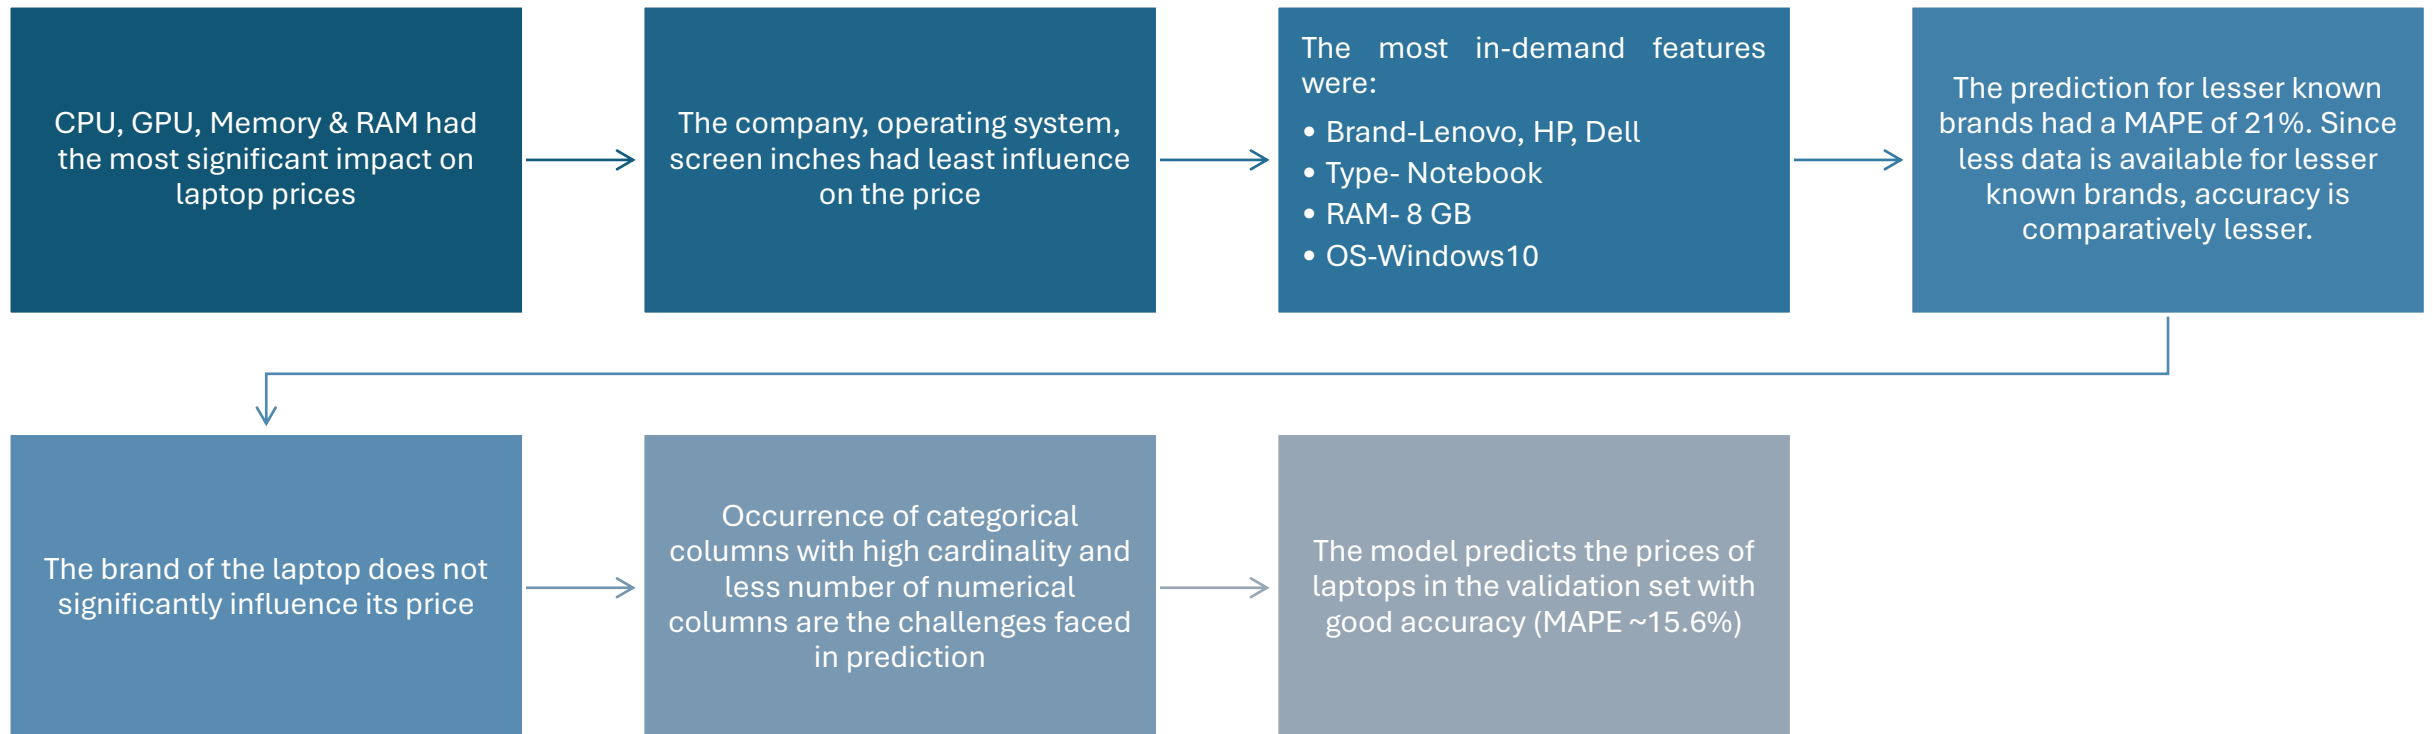 CPU, GPU, Memory & RAM had
the most significant impact on
laptop prices
The company, operating system,
screen inches had least influence
on the price
The most in-demand features
were:
• Brand-Lenovo, HP, Dell
• Type- Notebook
• RAM- 8 GB
• OS-Windows10
The prediction for lesser known
brands had a MAPE of 21%. Since
less data is available for lesser
known brands, accuracy is
comparatively lesser.
The brand of the laptop does not
significantly influence its price
Occurrence of categorical
columns with high cardinality and
less number of numerical
columns are the challenges faced
in prediction
The model predicts the prices of
laptops in the validation set with
good accuracy (MAPE ~15.6%)